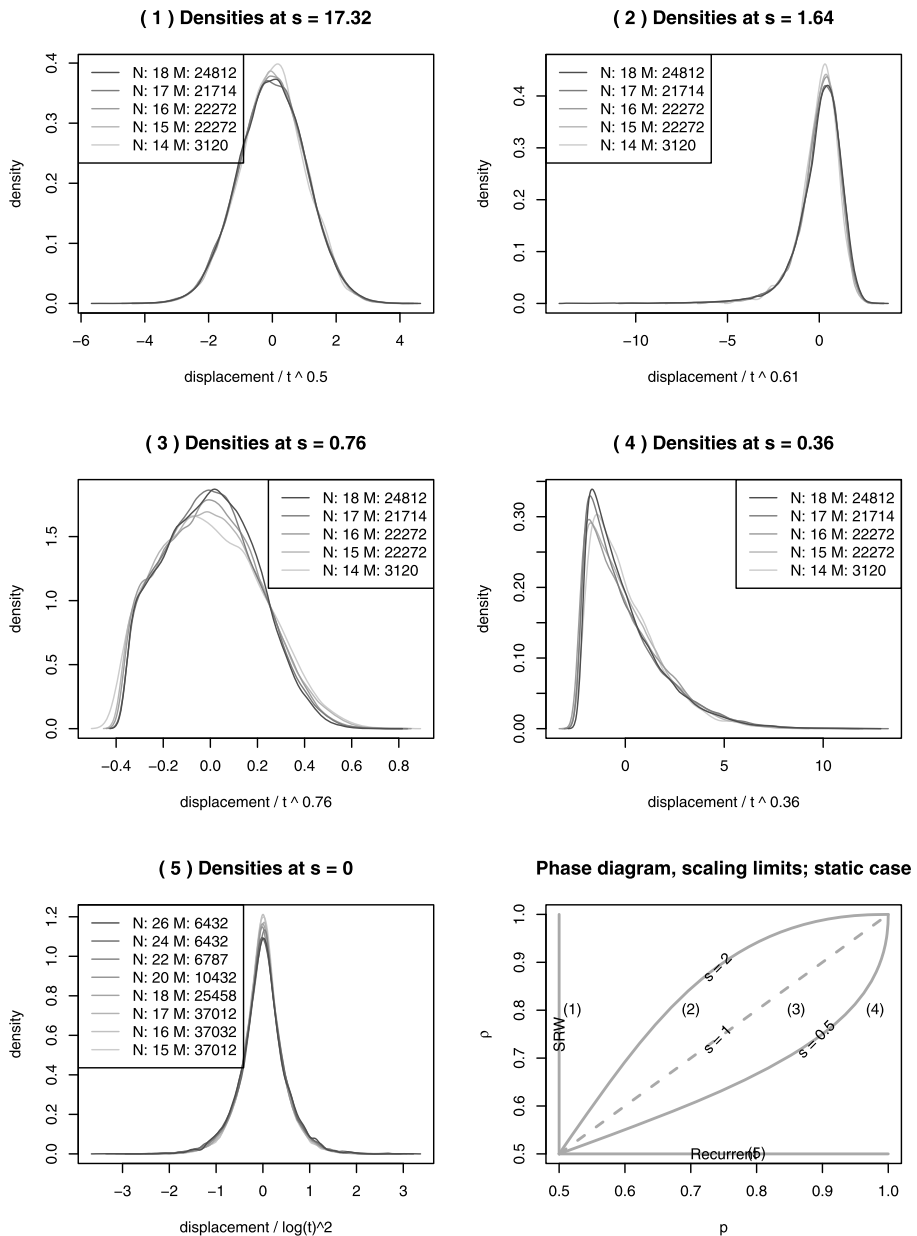 ( 1 ) Densities at s = 17.32
density
0.0 0.1 0.2 0.3 0.4
N: 18 M: 24812
N: 17 M: 21714
N: 16 M: 22272
N: 15 M: 22272
N: 14 M: 3120
−6 −4 −2 0 2 4
displacement / t ^ 0.5
( 2 ) Densities at s = 1.64
density
0.0 0.1 0.2 0.3 0.4
N: 18 M: 24812
N: 17 M: 21714
N: 16 M: 22272
N: 15 M: 22272
N: 14 M: 3120
−10 −5 0
displacement / t ^ 0.61
( 3 ) Densities at s = 0.76
density
0.0 0.5 1.0 1.5
N: 18 M: 24812
N: 17 M: 21714
N: 16 M: 22272
N: 15 M: 22272
N: 14 M: 3120
−0.4 −0.2 0.0 0.2 0.4 0.6 0.8
displacement / t ^ 0.76
( 4 ) Densities at s = 0.36
density
0.00 0.10 0.20 0.30
N: 18 M: 24812
N: 17 M: 21714
N: 16 M: 22272
N: 15 M: 22272
N: 14 M: 3120
0 5 10
displacement / t ^ 0.36
( 5 ) Densities at s = 0
density
0.0 0.2 0.4 0.6 0.8 1.0 1.2
N: 26 M: 6432
N: 24 M: 6432
N: 22 M: 6787
N: 20 M: 10432
N: 18 M: 25458
N: 17 M: 37012
N: 16 M: 37032
N: 15 M: 37012
−3 −2 −1 0 1 2 3
displacement / log(t)^2
Phase diagram, scaling limits; static case
ρ
0.5 0.6 0.7 0.8 0.9 1.0
s = 2
(1)
(2)
(3)
(4)
SRW
s = 1
s = 0.5
Recurrent
(5)
0.5 0.6 0.7 0.8 0.9 1.0
p